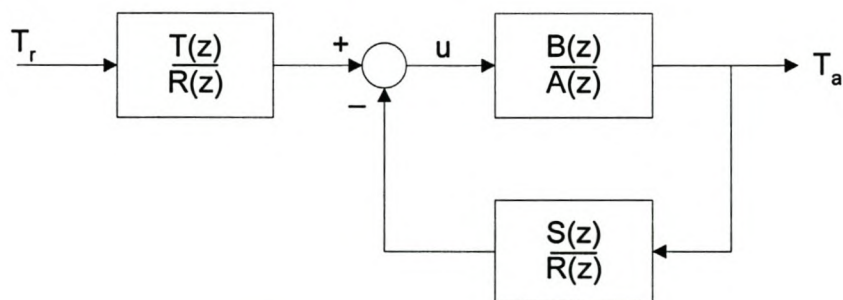 T_r
T(z)
R(z)
+
−
u
B(z)
A(z)
T_a
S(z)
R(z)